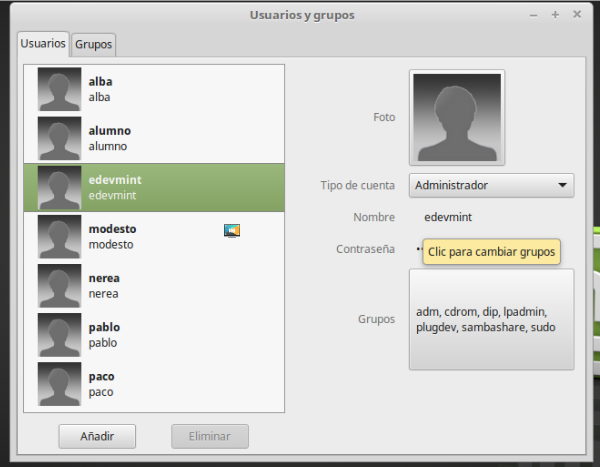 Usuarios y grupos
Usuarios
Grupos
alba
alba
alumno
alumno
edevmint
edevmint
modesto
modesto
nerea
nerea
pablo
pablo
paco
paco
Añadir
Eliminar
Foto
Tipo de cuenta
Administrador
Nombre
edevmint
Contraseña
Clic para cambiar grupos
Grupos
adm, cdrom, dip, lpadmin,
plugdev, sambashare, sudo